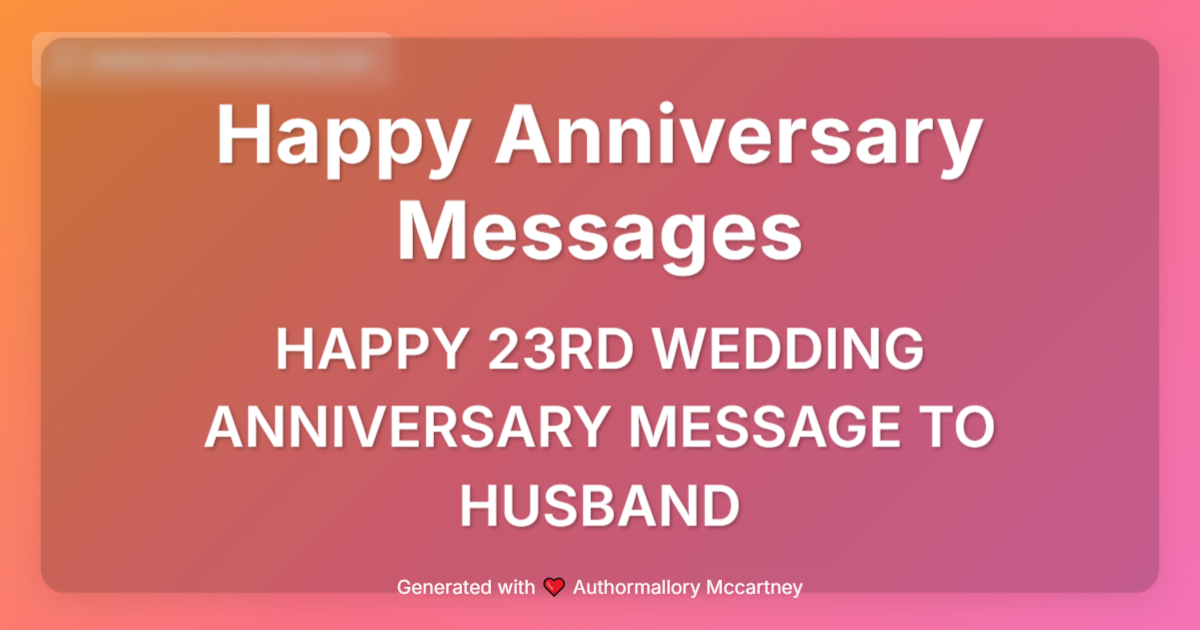 Happy Anniversary
Messages
HAPPY 23RD WEDDING
ANNIVERSARY MESSAGE TO
HUSBAND
Generated with ❤️ Authormallory Mccartney